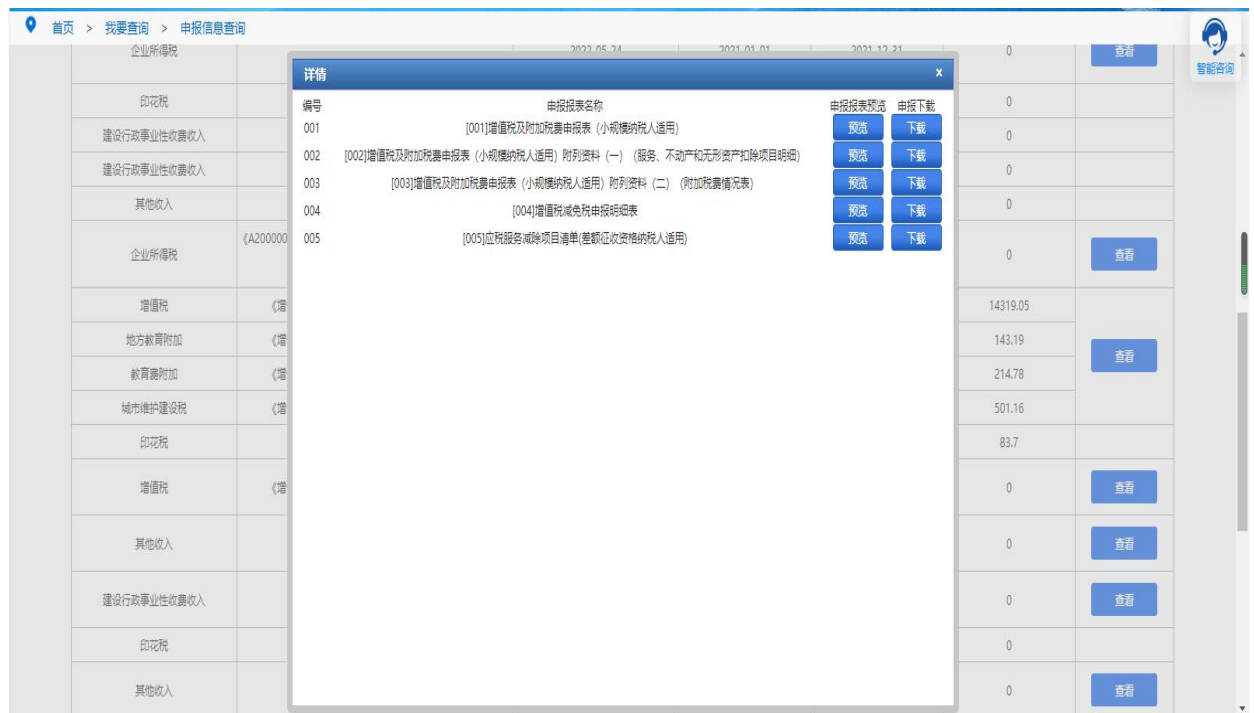 首页 > 我要查询 > 申报信息查询
智能咨询
企业所得税 2022-05-24 2021-01-01 2021-12-31 0 查看
详情 x
编号 申报报表名称 申报报表预览 申报下载
001 [001]增值税及附加税费申报表（小规模纳税人适用） 预览 下载
002 [002]增值税及附加税费申报表（小规模纳税人适用）附列资料（一）（服务、不动产和无形资产扣除项目明细） 预览 下载
003 [003]增值税及附加税费申报表（小规模纳税人适用）附列资料（二）（附加税费情况表） 预览 下载
004 [004]增值税减免税申报明细表 预览 下载
005 [005]应税服务减除项目清单(差额征收资格纳税人适用) 预览 下载
印花税 0
建设行政事业性收费收入 0
建设行政事业性收费收入 0
其他收入 0
企业所得税 《A200000 0 查看
增值税 《增 14319.05
地方教育附加 《增 143.19
查看
教育费附加 《增 214.78
城市维护建设税 《增 501.16
印花税 83.7
增值税 《增 0 查看
其他收入 0 查看
建设行政事业性收费收入 0 查看
印花税 0
其他收入 0 查看